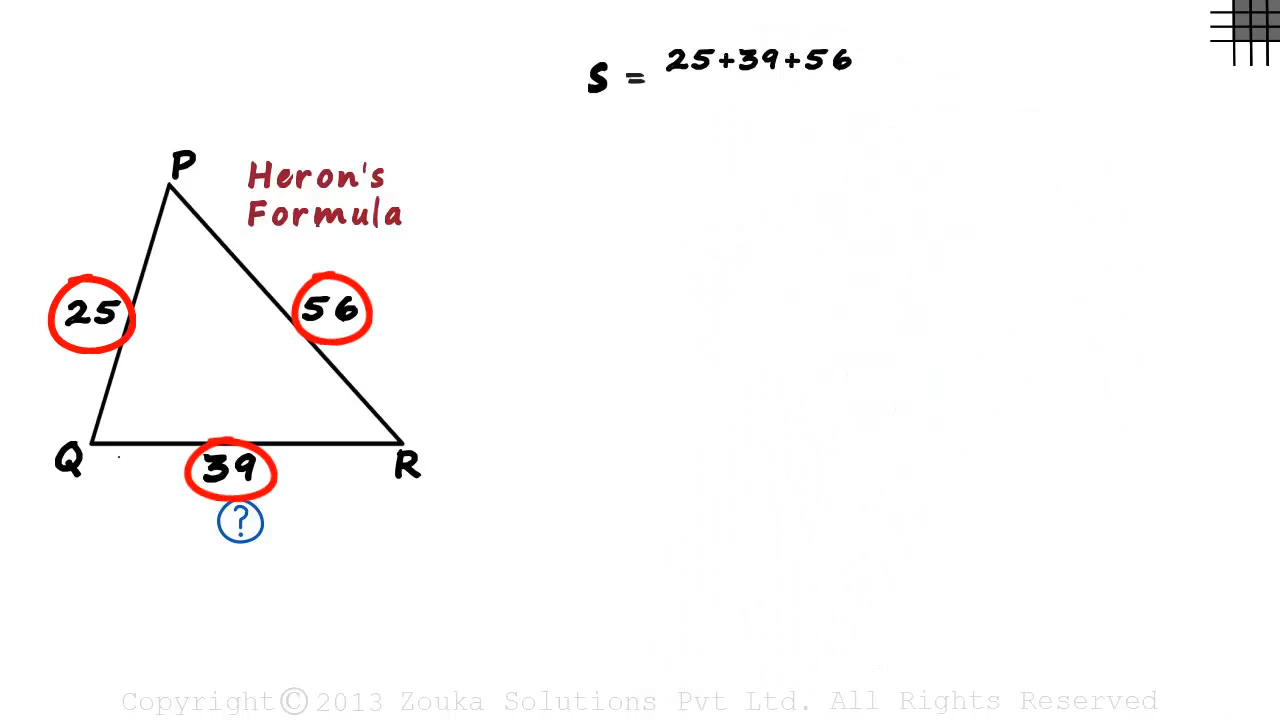 S = 25+39+56
P
Heron's
Formula
25
56
Q
39
R
?
Copyright © 2013 Zouka Solutions Pvt Ltd. All Rights Reserved